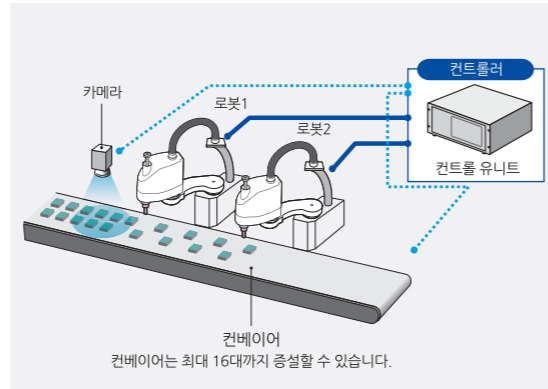 컨트롤러
카메라
로봇1
로봇2
컨트롤 유니트
컨베이어
컨베이어는 최대 16대까지 증설할 수 있습니다.